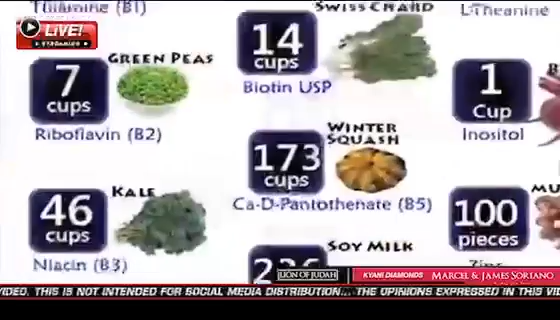 Thiamine (B1)
SWISS CHARD
L-Theanine
LIVE!
STREAMING
14
cups
GREEN PEAS
7
cups
Biotin USP
1
Cup
Riboflavin (B2)
Inositol
WINTER
SQUASH
173
cups
KALE
46
cups
Ca-D-Pantothenate (B5)
100
pieces
MU
SOY MILK
Niacin (B3)
LION OF JUDAH
KYANI DIAMONDS
MARCEL & JAMES SORIANO
VIDEO. THIS IS NOT INTENDED FOR SOCIAL MEDIA DISTRIBUTION... THE OPINIONS EXPRESSED IN THIS VI